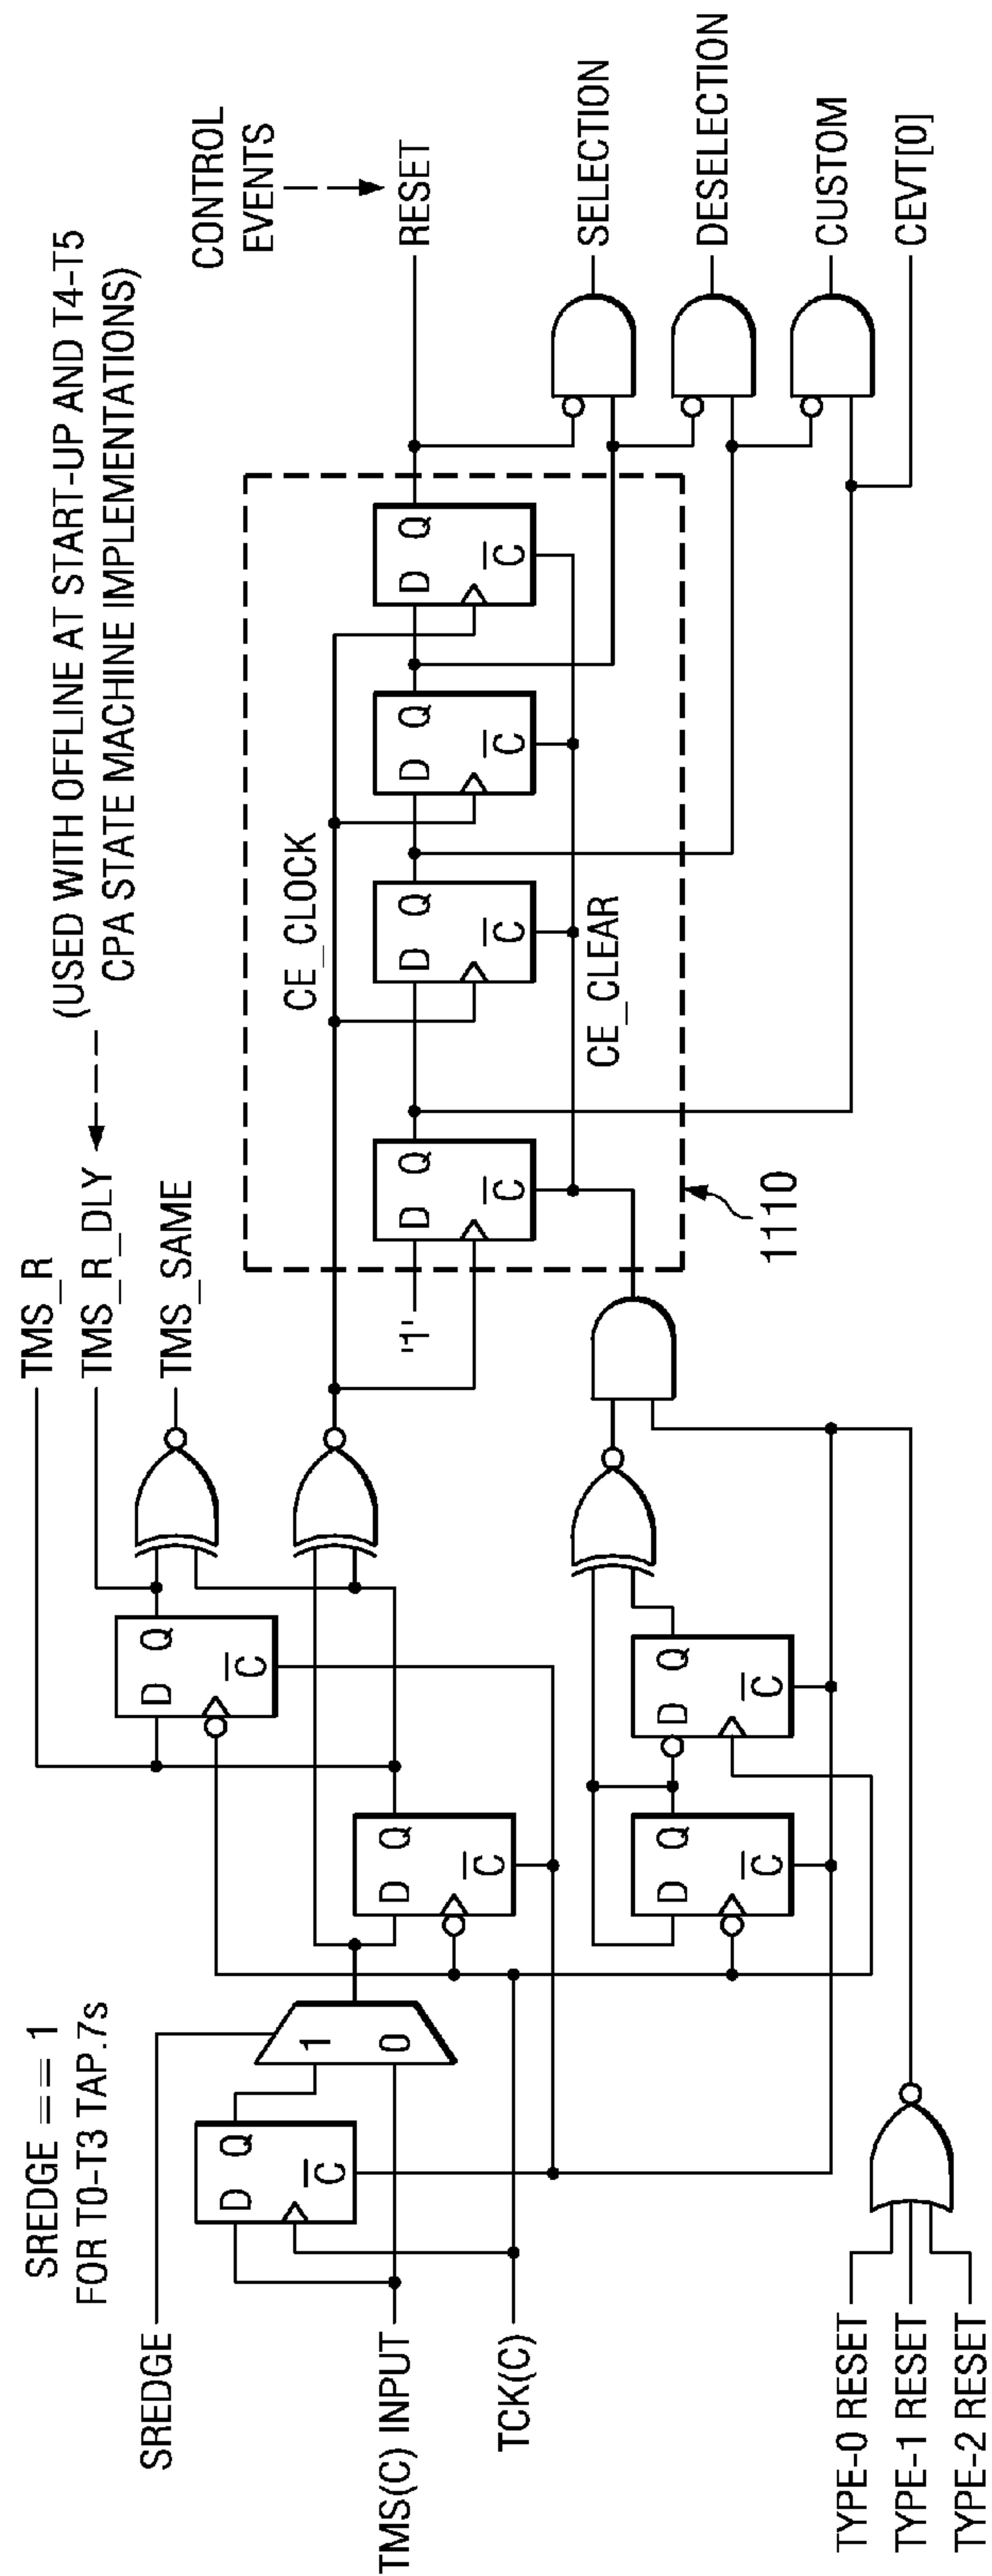 SREDGE == 1
FOR T0-T3 TAP.7s
SREDGE
TMS(C) INPUT
TCK(C)
TYPE-0 RESET
TYPE-1 RESET
TYPE-2 RESET
D Q
C
1
0
D Q
C
D Q
C
D Q
C
D Q
C
TMS_R
TMS_R_DLY
TMS_SAME
(USED WITH OFFLINE AT START-UP AND T4-T5
CPA STATE MACHINE IMPLEMENTATIONS)
'1'
D Q
C
1110
CE_CLOCK
CE_CLEAR
D Q
C
D Q
C
D Q
C
CONTROL
EVENTS
RESET
SELECTION
DESELECTION
CUSTOM
CEVT[0]